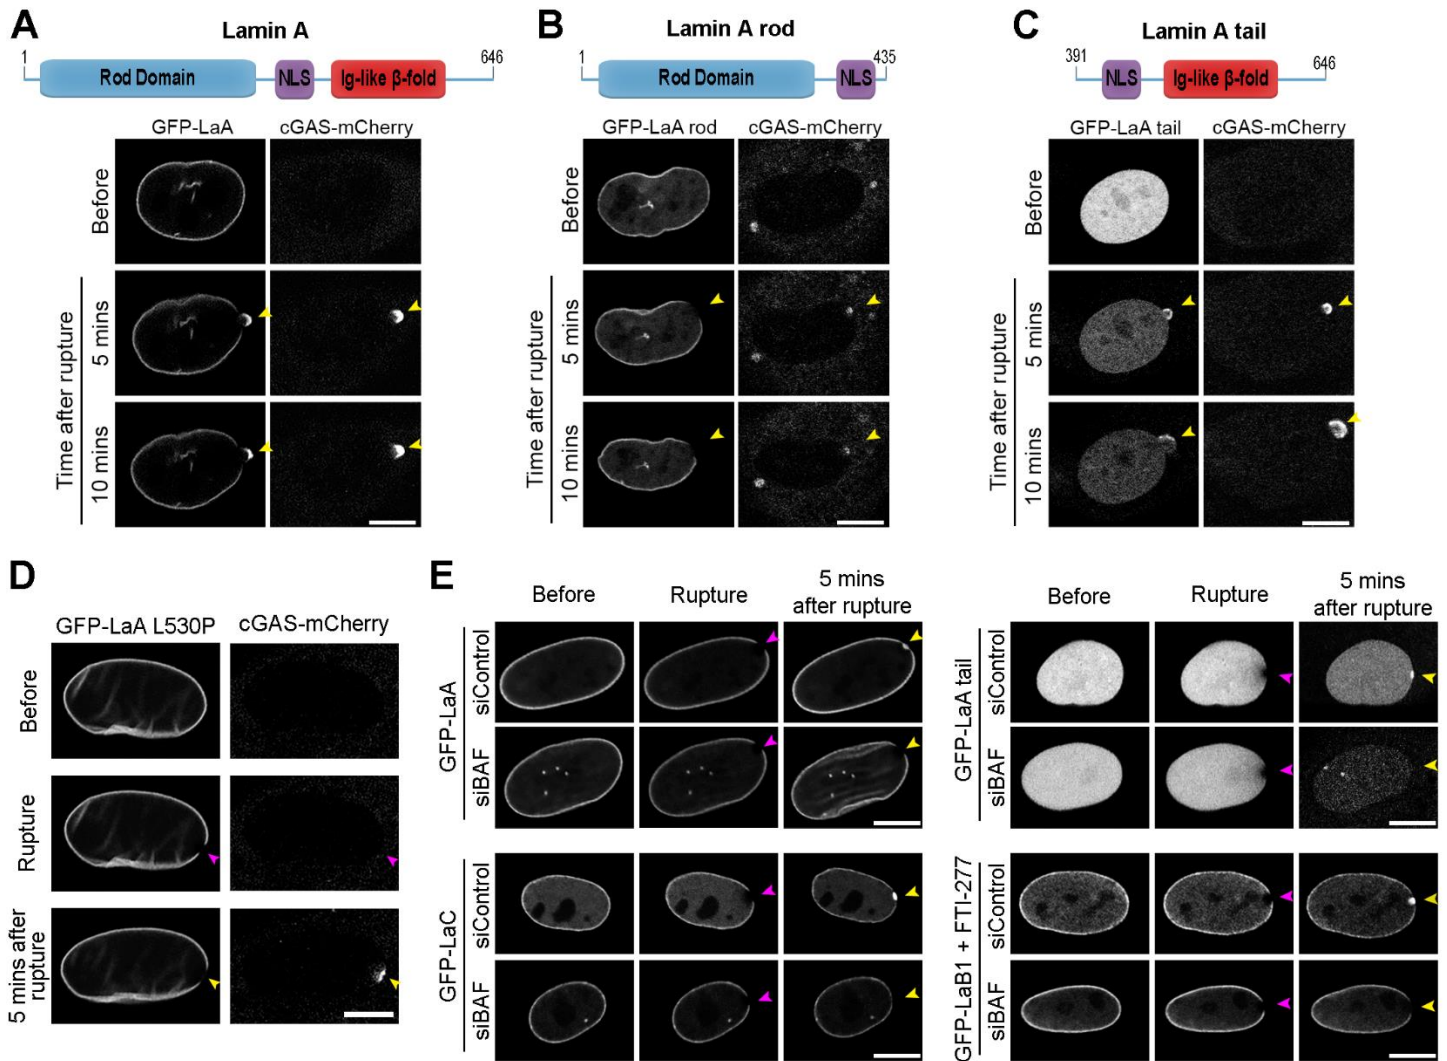 A
Lamin A
1
646
Rod Domain
NLS
Ig-like β-fold
GFP-LaA
cGAS-mCherry
Before
Time after rupture
5 mins
10 mins
B
Lamin A rod
1
435
Rod Domain
NLS
GFP-LaA rod
cGAS-mCherry
Before
Time after rupture
5 mins
10 mins
C
Lamin A tail
391
646
NLS
Ig-like β-fold
GFP-LaA tail
cGAS-mCherry
Before
Time after rupture
5 mins
10 mins
D
GFP-LaA L530P
cGAS-mCherry
Before
Rupture
5 mins after
rupture
E
Before
Rupture
5 mins
after rupture
GFP-LaA
siControl
siBAF
GFP-LaC
siControl
siBAF
Before
Rupture
5 mins
after rupture
GFP-LaA tail
siControl
siBAF
GFP-LaB1 + FTI-277
siControl
siBAF